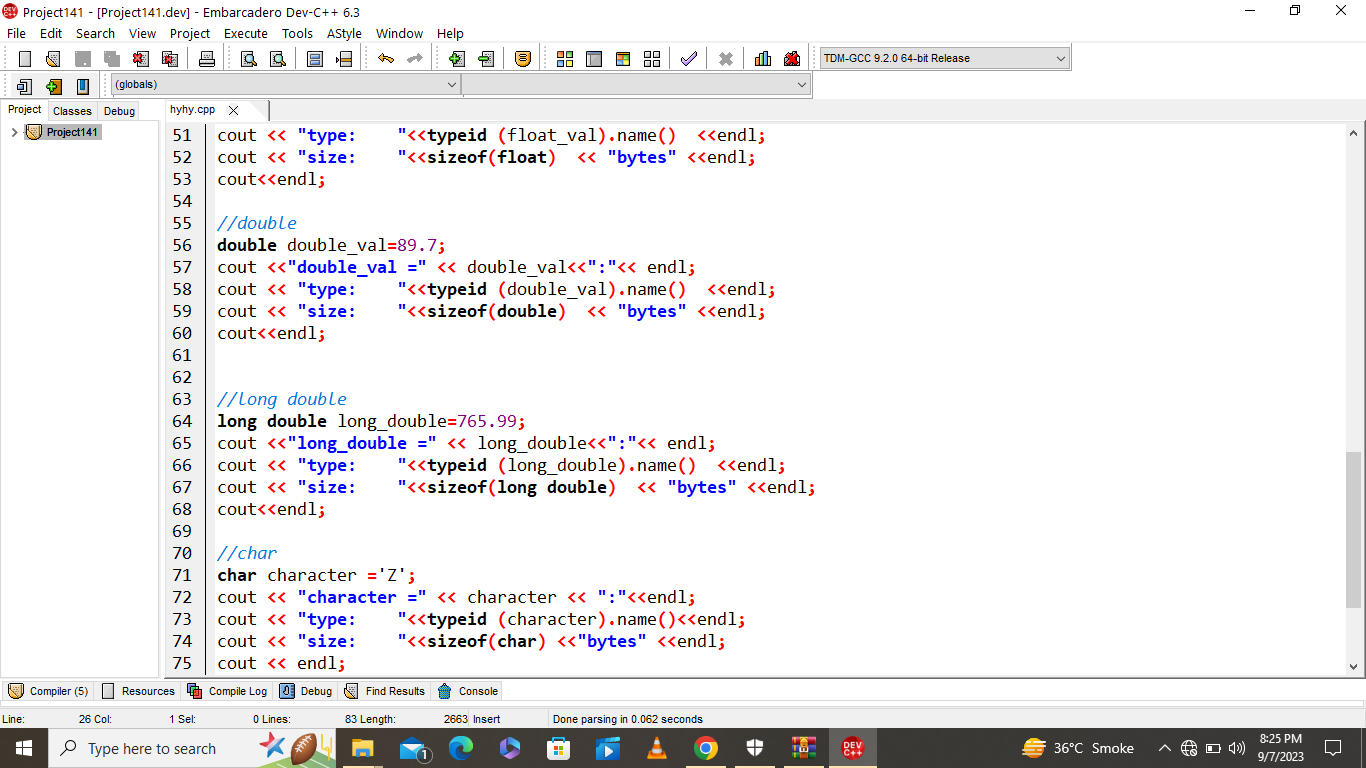 Project141 - [Project141.dev] - Embarcadero Dev-C++ 6.3
File Edit Search View Project Execute Tools AStyle Window Help
TDM-GCC 9.2.0 64-bit Release
(globals)
Project Classes Debug
hyhy.cpp
Project141
51 cout << "type:    "<<typeid (float_val).name()  <<endl;
52 cout << "size:    "<<sizeof(float)  << "bytes" <<endl;
53 cout<<endl;
54
55 //double
56 double double_val=89.7;
57 cout <<"double_val =" << double_val<<":"<< endl;
58 cout << "type:    "<<typeid (double_val).name()  <<endl;
59 cout << "size:    "<<sizeof(double)  << "bytes" <<endl;
60 cout<<endl;
61
62
63 //long double
64 long double long_double=765.99;
65 cout <<"long_double =" << long_double<<":"<< endl;
66 cout << "type:    "<<typeid (long_double).name()  <<endl;
67 cout << "size:    "<<sizeof(long double)  << "bytes" <<endl;
68 cout<<endl;
69
70 //char
71 char character ='Z';
72 cout << "character =" << character << ":"<<endl;
73 cout << "type:    "<<typeid (character).name()<<endl;
74 cout << "size:    "<<sizeof(char) <<"bytes" <<endl;
75 cout << endl;
Compiler (5) Resources Compile Log Debug Find Results Console
Line: 26 Col: 1 Sel: 0 Lines: 83 Length: 2663 Insert Done parsing in 0.062 seconds
Type here to search
1
DEV C++
36°C Smoke
8:25 PM
9/7/2023